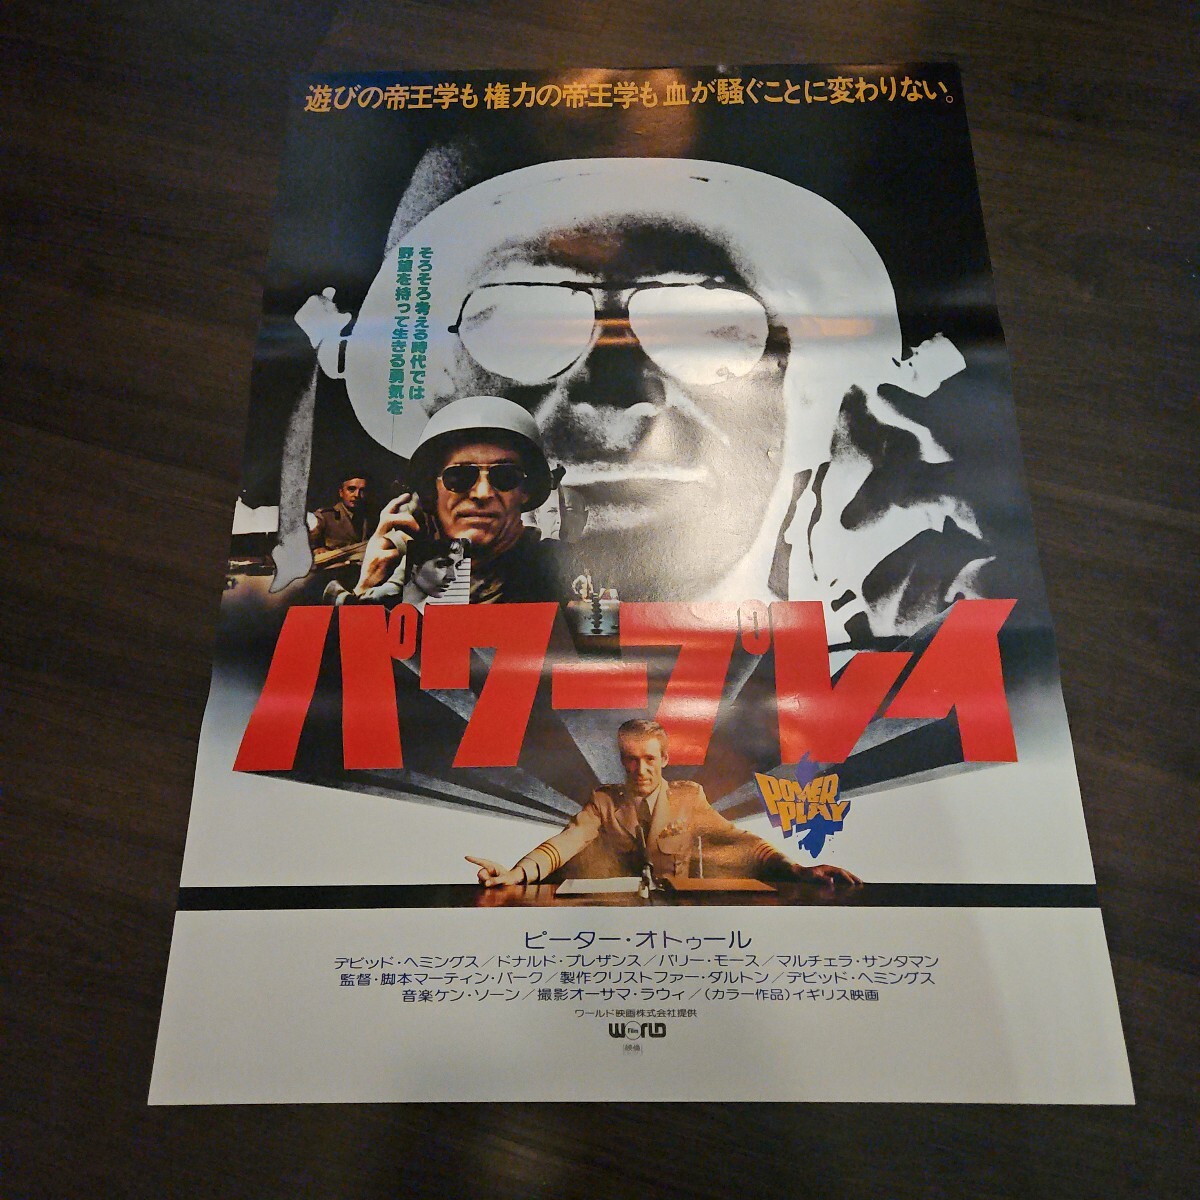 遊びの帝王学も 権力の帝王学も 血が騒ぐことに変わりない。
そろそろ考える時代では
野望を持って生きる勇気を——
パワープレイ
POWER
PLAY
ピーター・オトゥール
デビッド・ヘミングス／ドナルド・プレザンス／バリー・モース／マルチェラ・サンタマン
監督・脚本マーティン・バーク／製作クリストファー・ダルトン／デビッド・ヘミングス
音楽ケン・ソーン／撮影オーサマ・ラウィ／(カラー作品)イギリス映画
ワールド映画株式会社提供
WORLD
Film
映倫